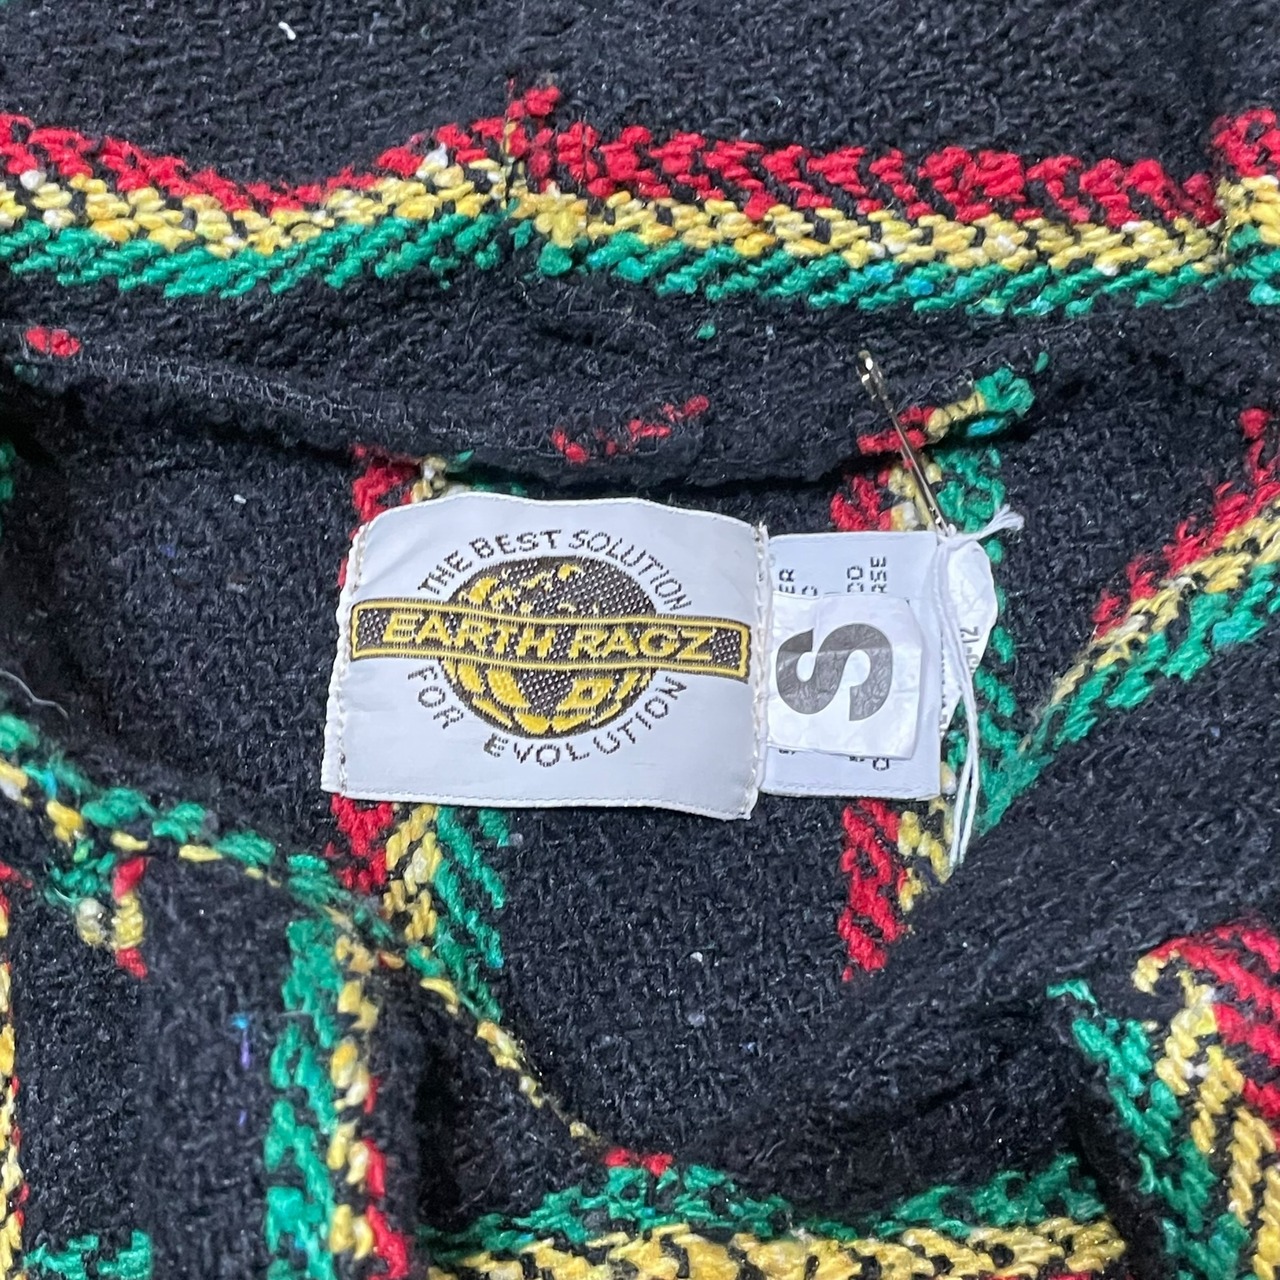 THE BEST SOLUTION
EARTH RAGZ
FOR EVOLUTION
S